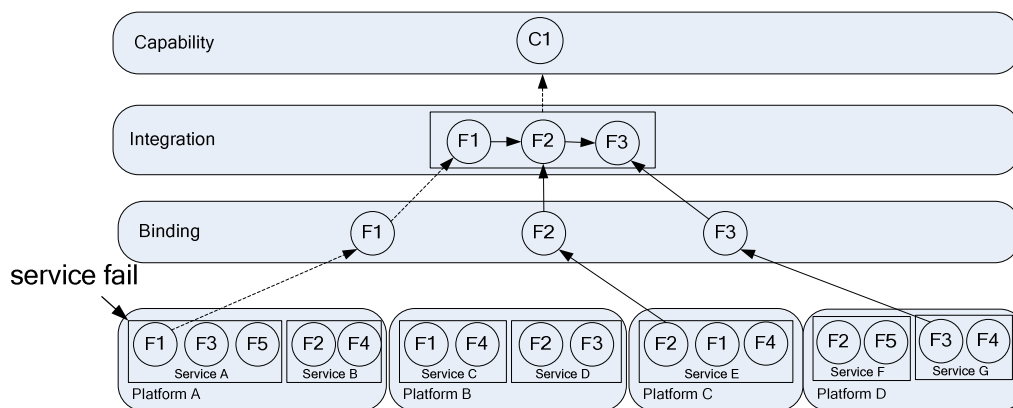 Capability
C1
Integration
F1 F2 F3
Binding
F1 F2 F3
service fail
F1 F3 F5 F2 F4 F1 F4 F2 F3 F2 F1 F4 F2 F5 F3 F4
Service A Service B Service C Service D Service E Service F Service G
Platform A Platform B Platform C Platform D